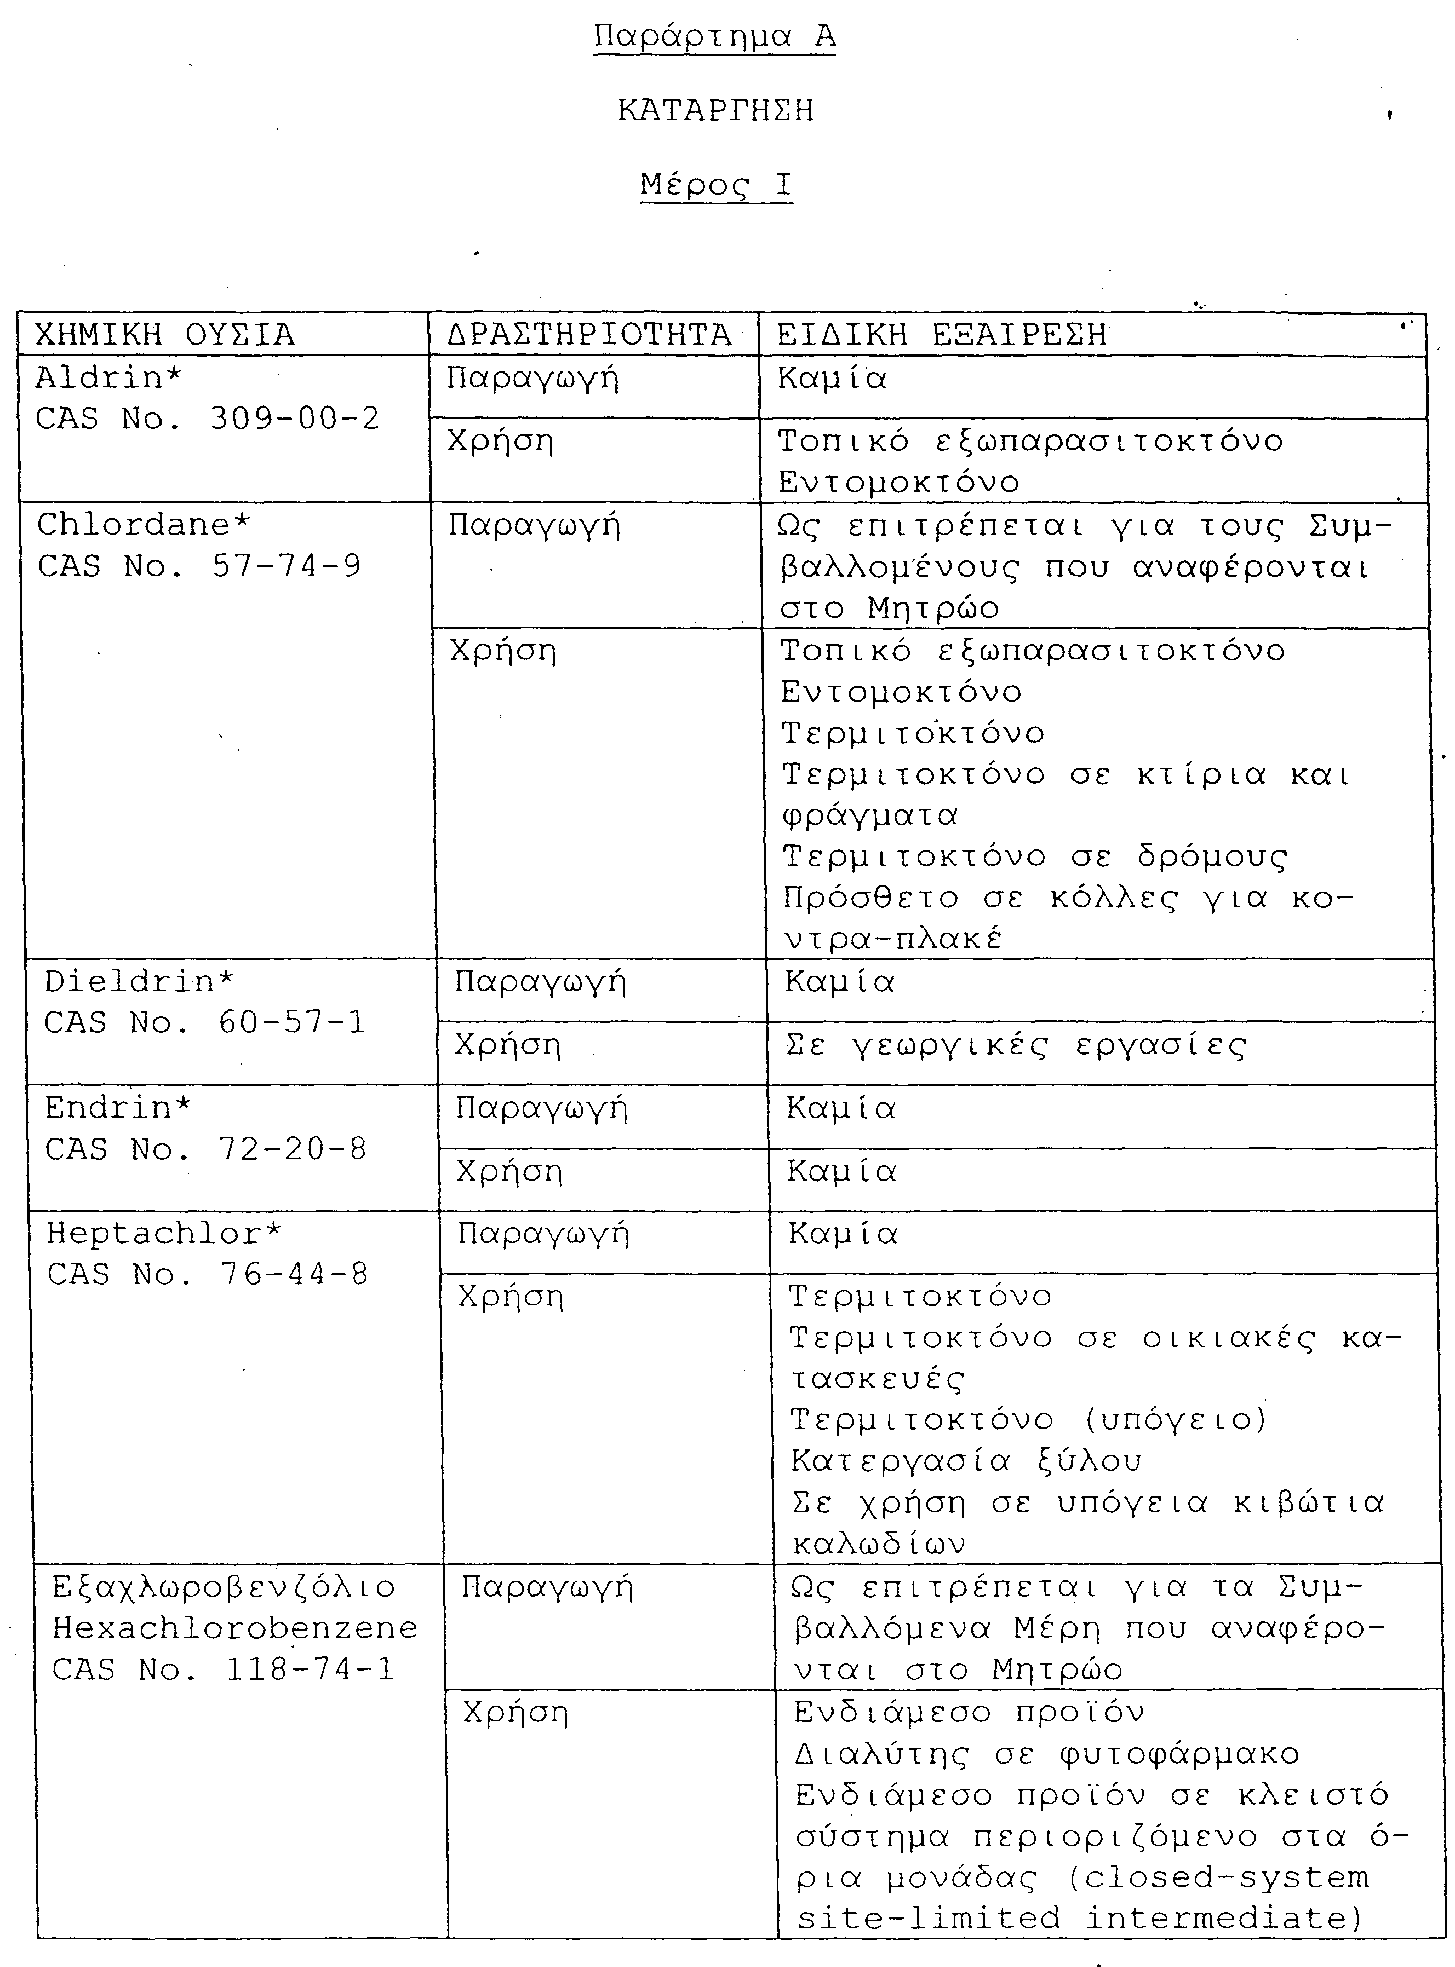 Παράρτημα Α
ΚΑΤΑΡΓΗΣΗ
Μέρος Ι
ΧΗΜΙΚΗ ΟΥΣΙΑ ΔΡΑΣΤΗΡΙΟΤΗΤΑ ΕΙΔΙΚΗ ΕΞΑΙΡΕΣΗ
Aldrin* Παραγωγή Καμία
CAS No. 309-00-2
Χρήση Τοπικό εξωπαρασιτοκτόνο
Εντομοκτόνο
Chlordane* Παραγωγή Ως επιτρέπεται για τους Συμ-
CAS No. 57-74-9 βαλλομένους που αναφέρονται
στο Μητρώο
Χρήση Τοπικό εξωπαρασιτοκτόνο
Εντομοκτόνο
Τερμιτοκτόνο
Τερμιτοκτόνο σε κτίρια και
φράγματα
Τερμιτοκτόνο σε δρόμους
Πρόσθετο σε κόλλες για κο-
ντρα-πλακέ
Dieldrin* Παραγωγή Καμία
CAS No. 60-57-1
Χρήση Σε γεωργικές εργασίες
Endrin* Παραγωγή Καμία
CAS No. 72-20-8
Χρήση Καμία
Heptachlor* Παραγωγή Καμία
CAS No. 76-44-8
Χρήση Τερμιτοκτόνο
Τερμιτοκτόνο σε οικιακές κα-
τασκευές
Τερμιτοκτόνο (υπόγειο)
Κατεργασία ξύλου
Σε χρήση σε υπόγεια κιβώτια
καλωδίων
Εξαχλωροβενζόλιο Παραγωγή Ως επιτρέπεται για τα Συμ-
Hexachlorobenzene βαλλόμενα Μέρη που αναφέρο-
CAS No. 118-74-1 νται στο Μητρώο
Χρήση Ενδιάμεσο προϊόν
Διαλύτης σε φυτοφάρμακο
Ενδιάμεσο προϊόν σε κλειστό
σύστημα περιοριζόμενο στα ό-
ρια μονάδας (closed-system
site-limited intermediate)